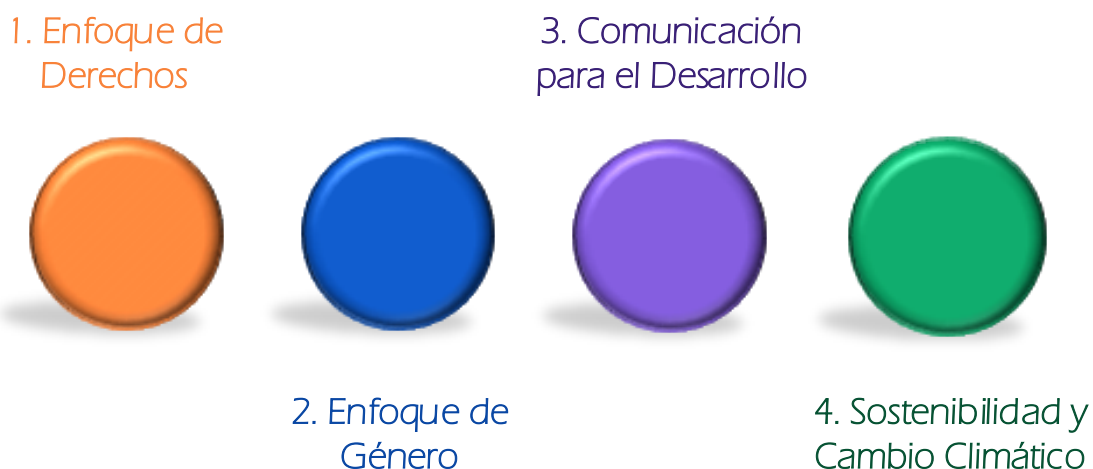 1. Enfoque de
Derechos
2. Enfoque de
Género
3. Comunicación
para el Desarrollo
4. Sostenibilidad y
Cambio Climático